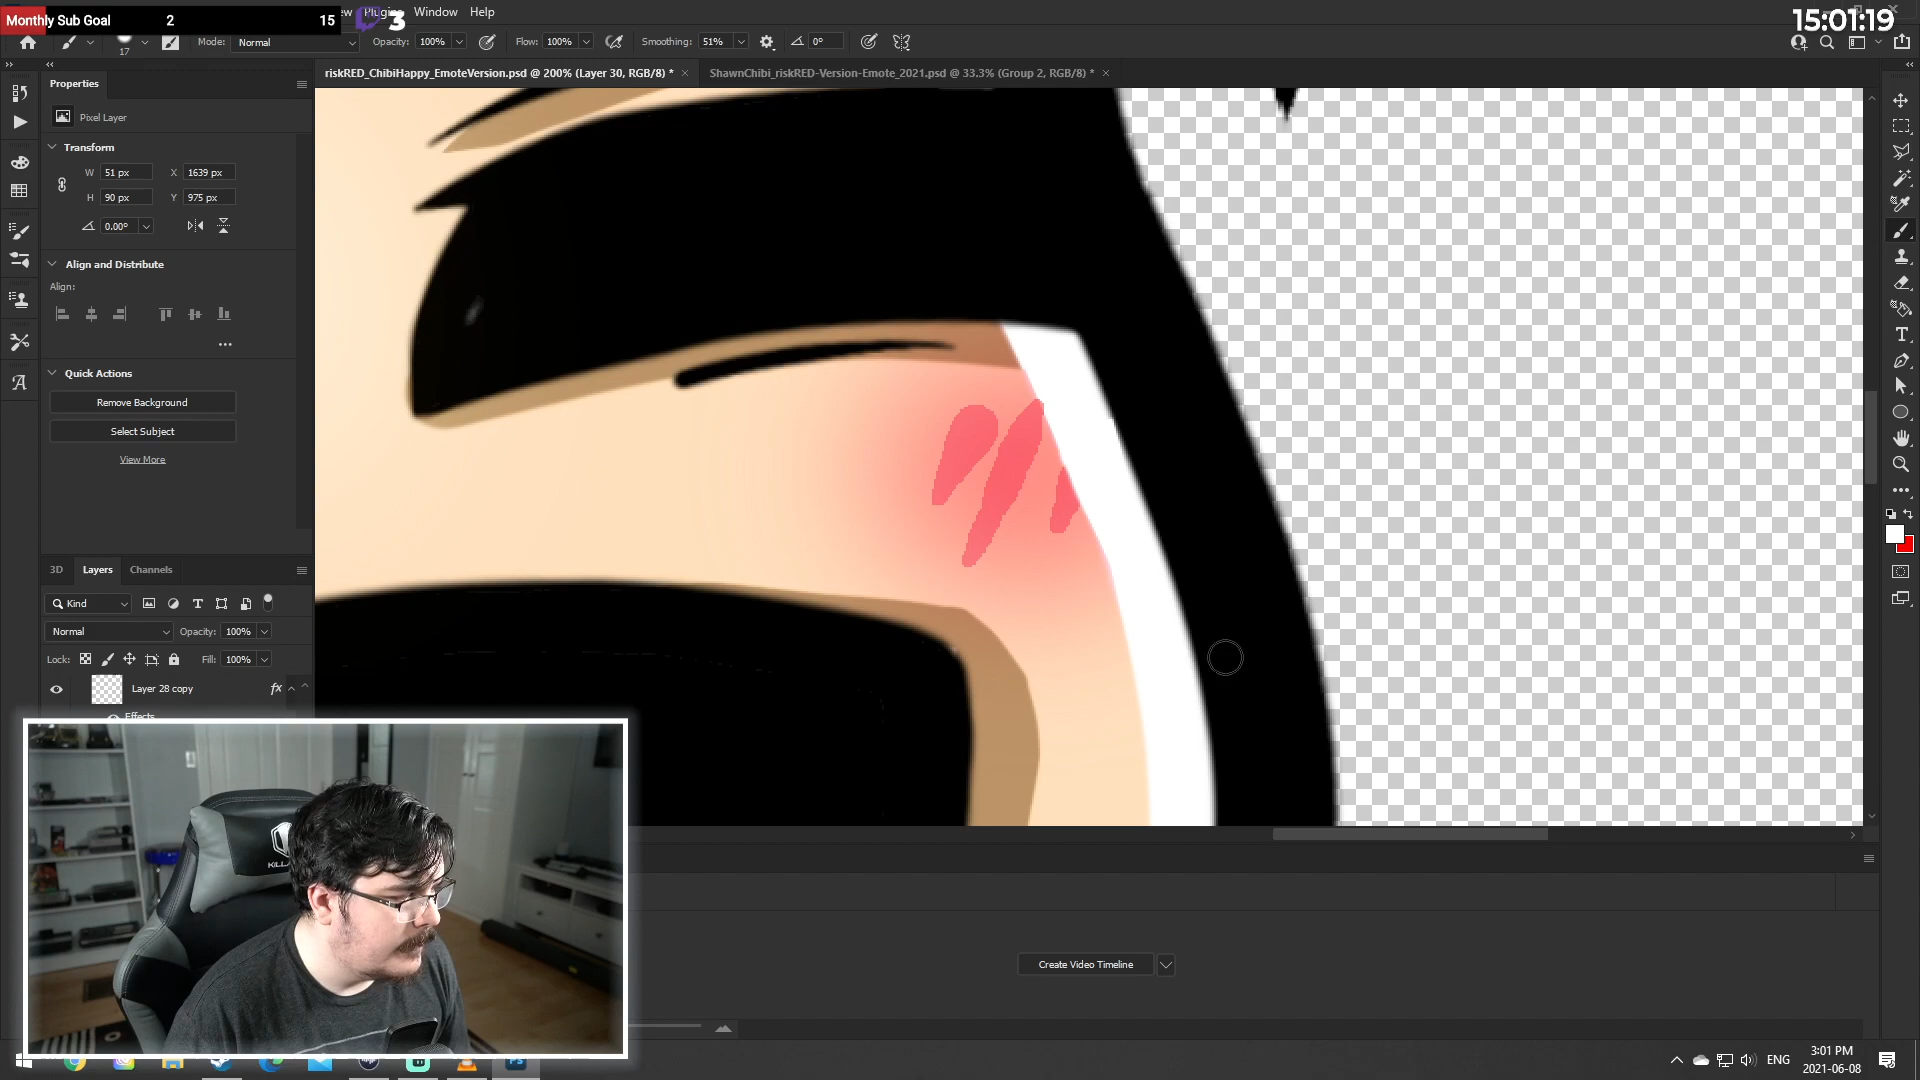 Monthly Sub Goal 2 15
3
Window Help
15:01:19
17
Mode: Normal
Opacity: 100%
Flow: 100%
Smoothing: 51%
0°
riskRED_ChibiHappy_EmoteVersion.psd @ 200% (Layer 30, RGB/8) *
ShawnChibi_riskRED-Version-Emote_2021.psd @ 33.3% (Group 2, RGB/8) *
Properties
Pixel Layer
Transform
W 51 px X 1639 px
H 90 px Y 975 px
0.00°
Align and Distribute
Align:
Quick Actions
Remove Background
Select Subject
View More
3D Layers Channels
Kind
Normal Opacity: 100%
Lock: Fill: 100%
Layer 28 copy fx
Effects
Create Video Timeline
ENG
3:01 PM
2021-06-08